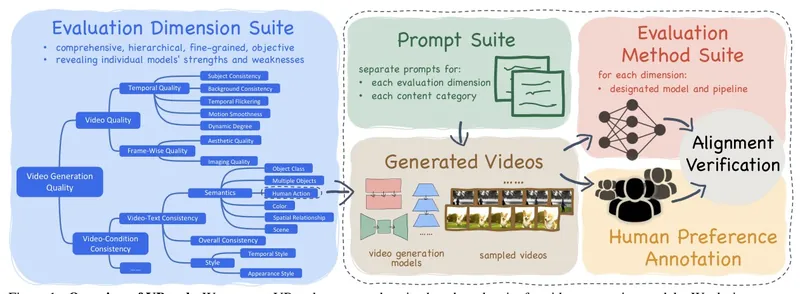 Evaluation Dimension Suite
• comprehensive, hierarchical, fine-grained, objective
• revealing individual models' strengths and weaknesses
Video Generation
Quality
Video Quality
Temporal Quality
Subject Consistency
Background Consistency
Temporal Flickering
Motion Smoothness
Dynamic Degree
Frame-Wise Quality
Aesthetic Quality
Imaging Quality
Video-Condition
Consistency
Video-Text Consistency
Semantics
Object Class
Multiple Objects
Human Action
Color
Spatial Relationship
Scene
Overall Consistency
Style
Temporal Style
Appearance Style
......
Prompt Suite
separate prompts for:
• each evaluation dimension
• each content category
Generated Videos
......
......
video generation
models
sampled videos
Evaluation
Method Suite
for each dimension:
• designated model and pipeline
Alignment
Verification
Human Preference
Annotation